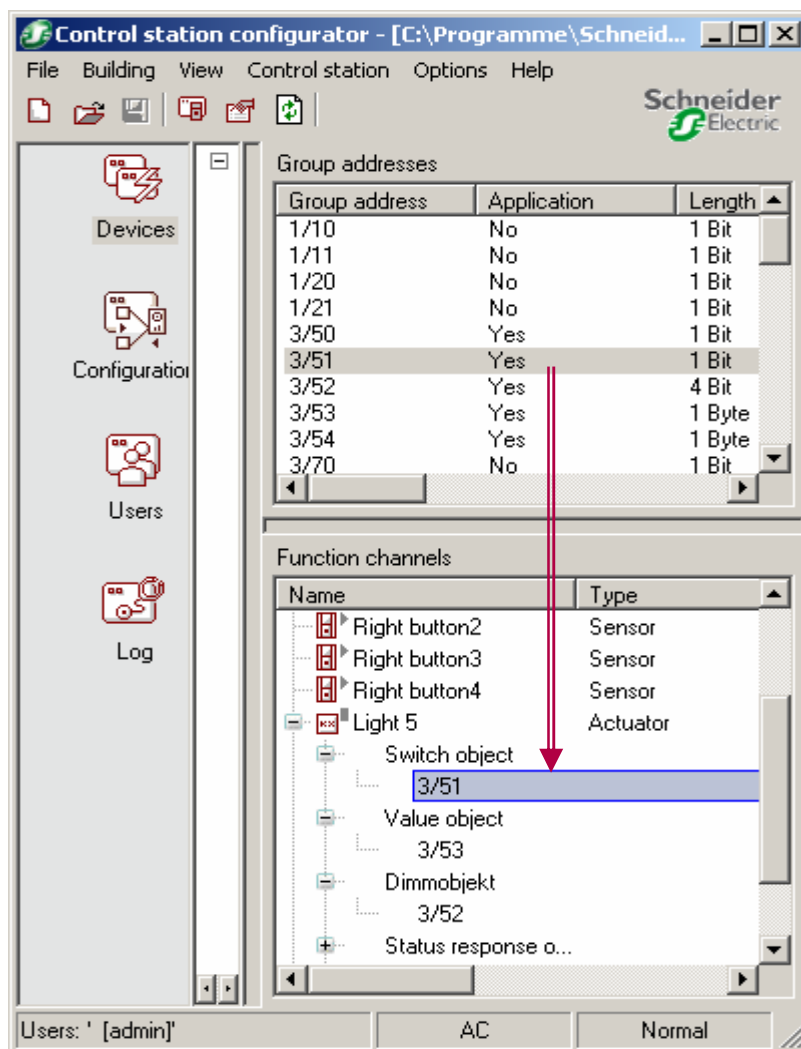 Control station configurator - [C:\Programme\Schneid...
File Building View Control station Options Help
Schneider
Electric
Devices
Configuration
Users
Log
Group addresses
Group address Application Length
1/10 No 1 Bit
1/11 No 1 Bit
1/20 No 1 Bit
1/21 No 1 Bit
3/50 Yes 1 Bit
3/51 Yes 1 Bit
3/52 Yes 4 Bit
3/53 Yes 1 Byte
3/54 Yes 1 Byte
3/70 No 1 Bit
Function channels
Name Type
Right button2 Sensor
Right button3 Sensor
Right button4 Sensor
Light 5 Actuator
Switch object
3/51
Value object
3/53
Dimmobjekt
3/52
Status response o...
Users: ' [admin]' AC Normal